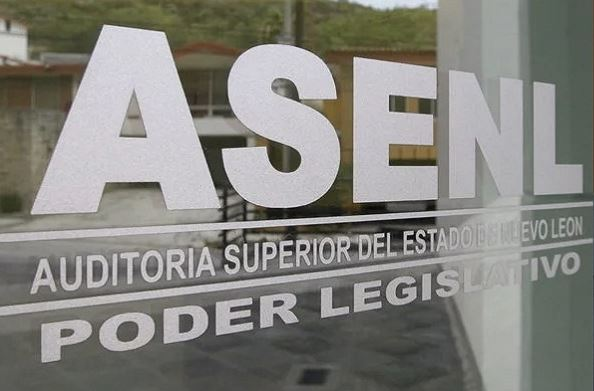 ASENL
AUDITORIA SUPERIOR DEL ESTADO DE NUEVO LEON
PODER LEGISLATIVO